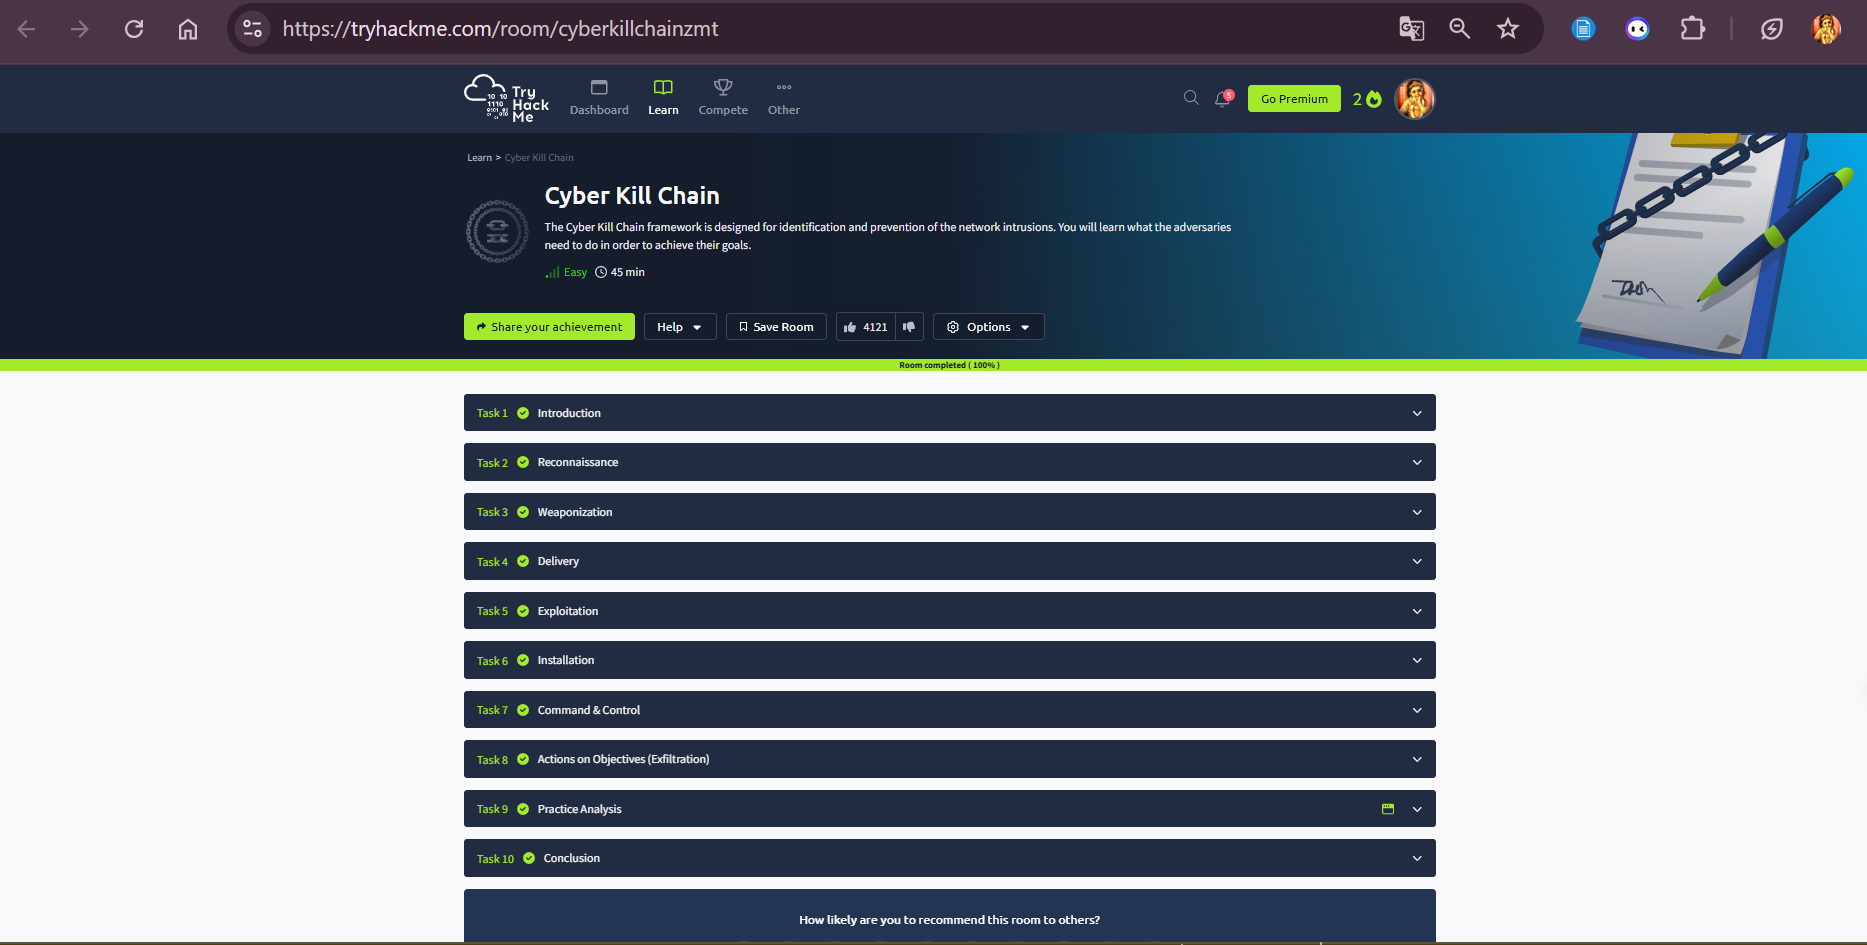 https://tryhackme.com/room/cyberkillchainzmt
Try Hack Me
Dashboard
Learn
Compete
Other
5
Go Premium
2
Learn > Cyber Kill Chain
Cyber Kill Chain
The Cyber Kill Chain framework is designed for identification and prevention of the network intrusions. You will learn what the adversaries
need to do in order to achieve their goals.
Easy 45 min
Share your achievement
Help
Save Room
4121
Options
Room completed ( 100% )
Task 1 Introduction
Task 2 Reconnaissance
Task 3 Weaponization
Task 4 Delivery
Task 5 Exploitation
Task 6 Installation
Task 7 Command & Control
Task 8 Actions on Objectives (Exfiltration)
Task 9 Practice Analysis
Task 10 Conclusion
How likely are you to recommend this room to others?